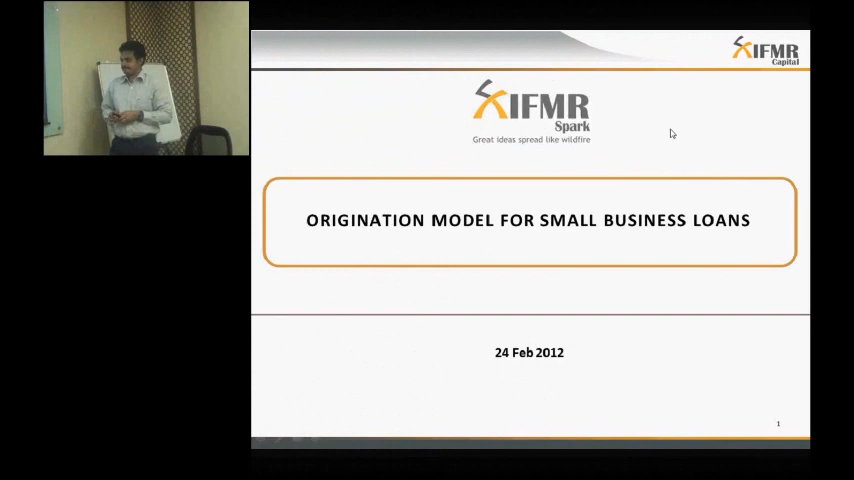 IFMR
Capital
IFMR
Spark
Great ideas spread like wildfire
ORIGINATION MODEL FOR SMALL BUSINESS LOANS
24 Feb 2012
1